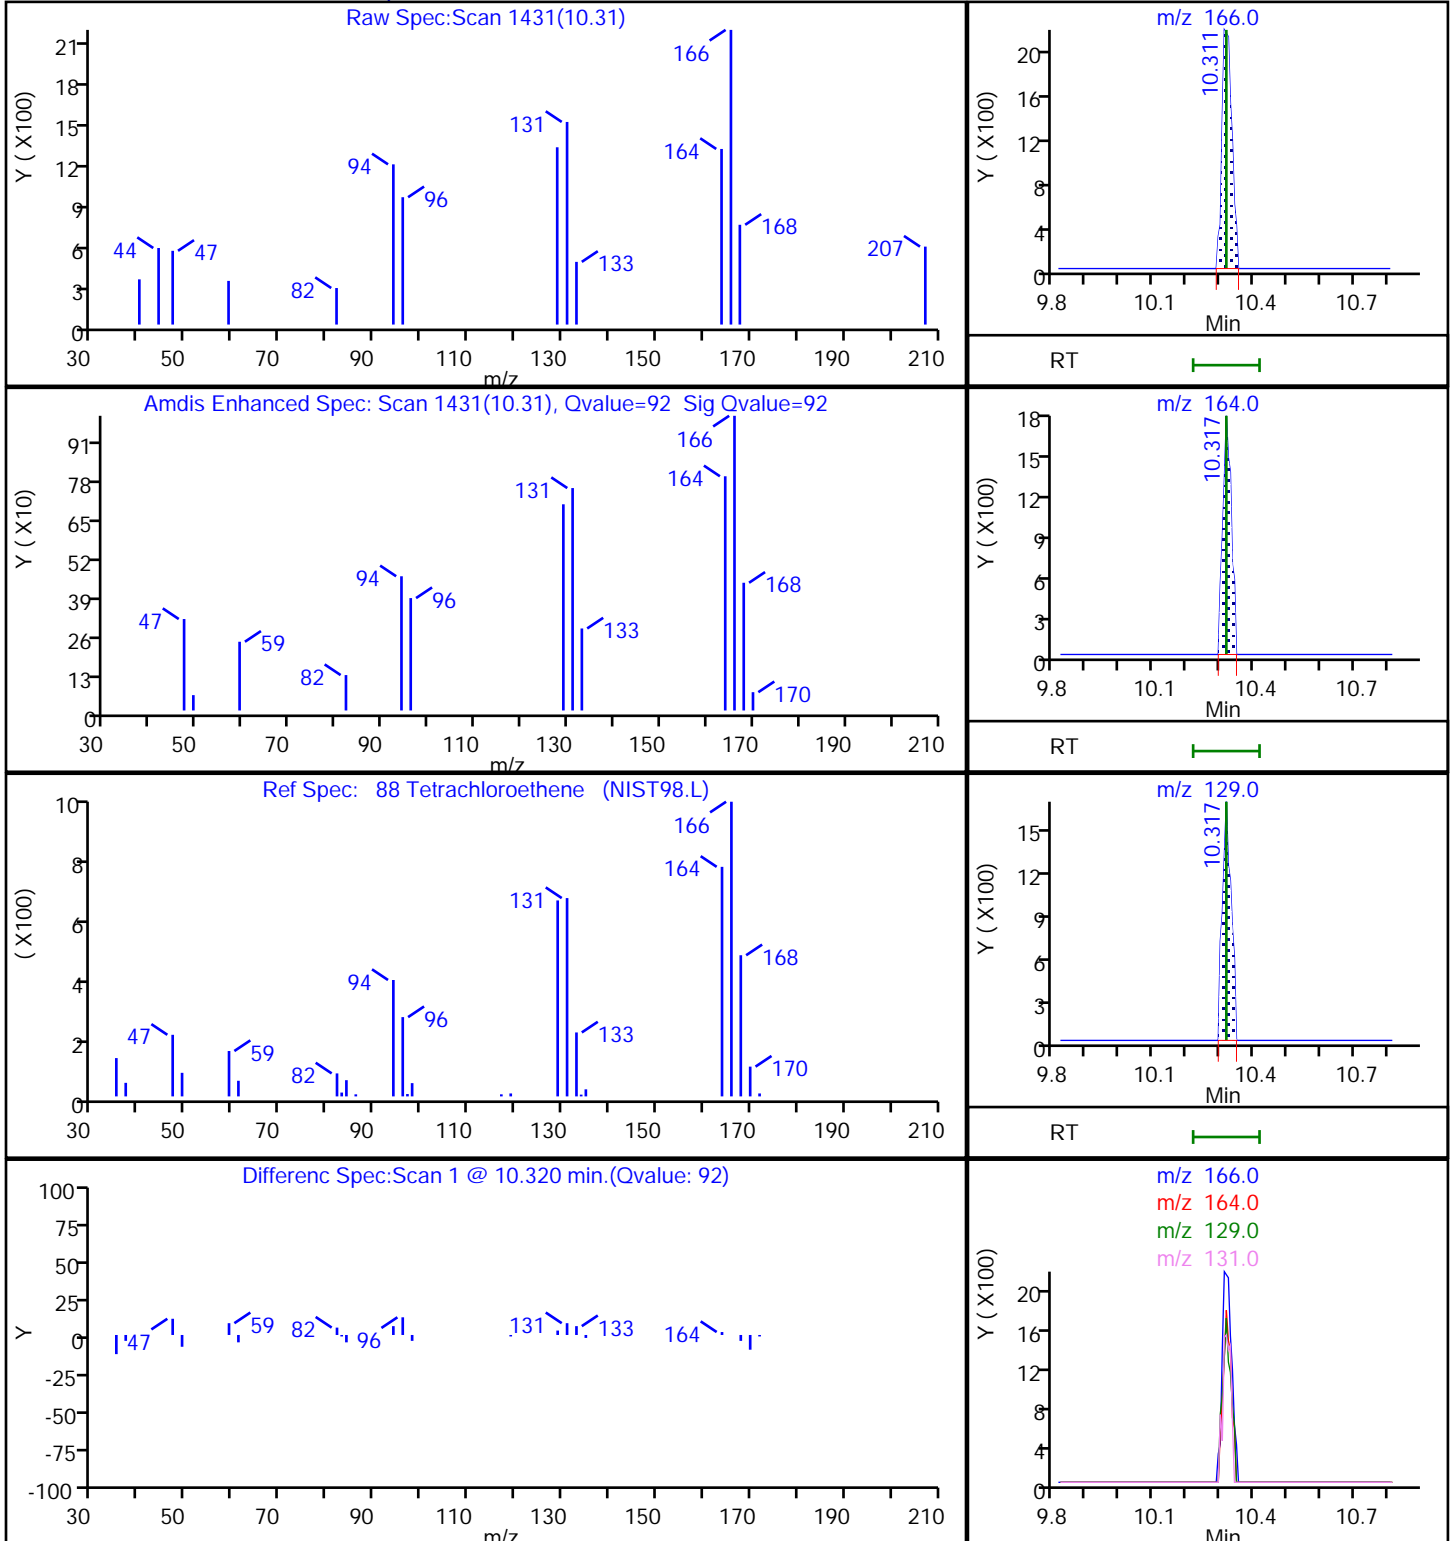 Raw Spec:Scan 1431(10.31)
Y ( X100)
21
18
15
12
9
6
3
0
166
131
164
94
96
168
44
47
207
133
82
30 50 70 90 110 130 150 170 190 210
m/z
m/z 166.0
10.311
Y ( X100)
20
16
12
8
4
0
9.8 10.1 10.4 10.7
Min
RT
Amdis Enhanced Spec: Scan 1431(10.31), Qvalue=92 Sig Qvalue=92
Y ( X10)
91
78
65
52
39
26
13
0
166
164
131
94
96
168
47
59
133
82
170
30 50 70 90 110 130 150 170 190 210
m/z
m/z 164.0
10.317
Y ( X100)
18
15
12
9
6
3
0
9.8 10.1 10.4 10.7
Min
RT
Ref Spec: 88 Tetrachloroethene (NIST98.L)
( X100)
10
8
6
4
2
0
166
164
131
168
94
96
47
133
59
82
170
30 50 70 90 110 130 150 170 190 210
m/z 129.0
10.317
Y ( X100)
15
12
9
6
3
0
9.8 10.1 10.4 10.7
Min
RT
Differenc Spec:Scan 1 @ 10.320 min.(Qvalue: 92)
Y
100
75
50
25
0
-25
-50
-75
-100
47
59
82
96
131
133
164
30 50 70 90 110 130 150 170 190 210
m/z
m/z 166.0
m/z 164.0
m/z 129.0
m/z 131.0
Y ( X100)
20
16
12
8
4
0
9.8 10.1 10.4 10.7
Min